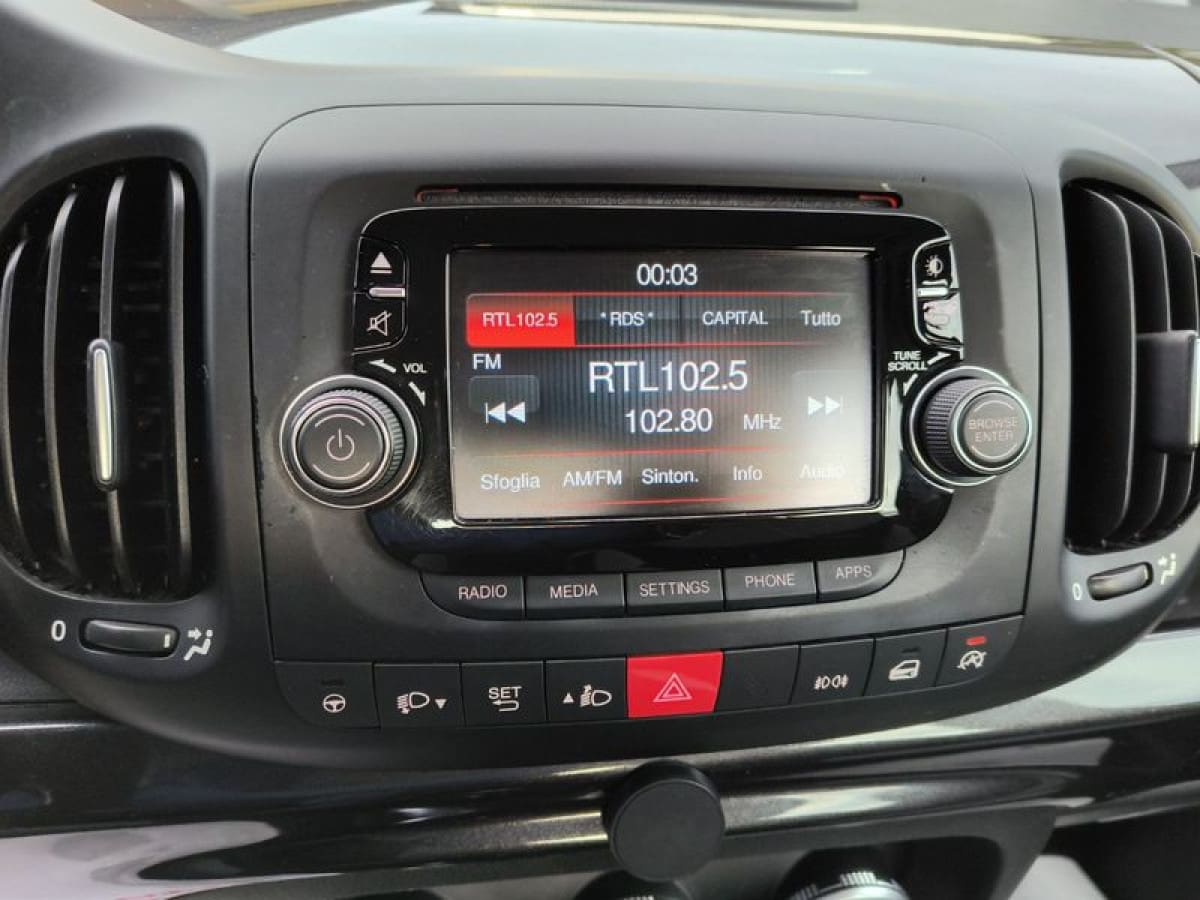 00:03
RTL102.5 *RDS* CAPITAL Tutto
FM
RTL102.5
102.80 MHz
Sfoglia AM/FM Sinton. Info Audio
VOL
TUNE
SCROLL
BROWSE
ENTER
RADIO MEDIA SETTINGS PHONE APPS
0
0
SET